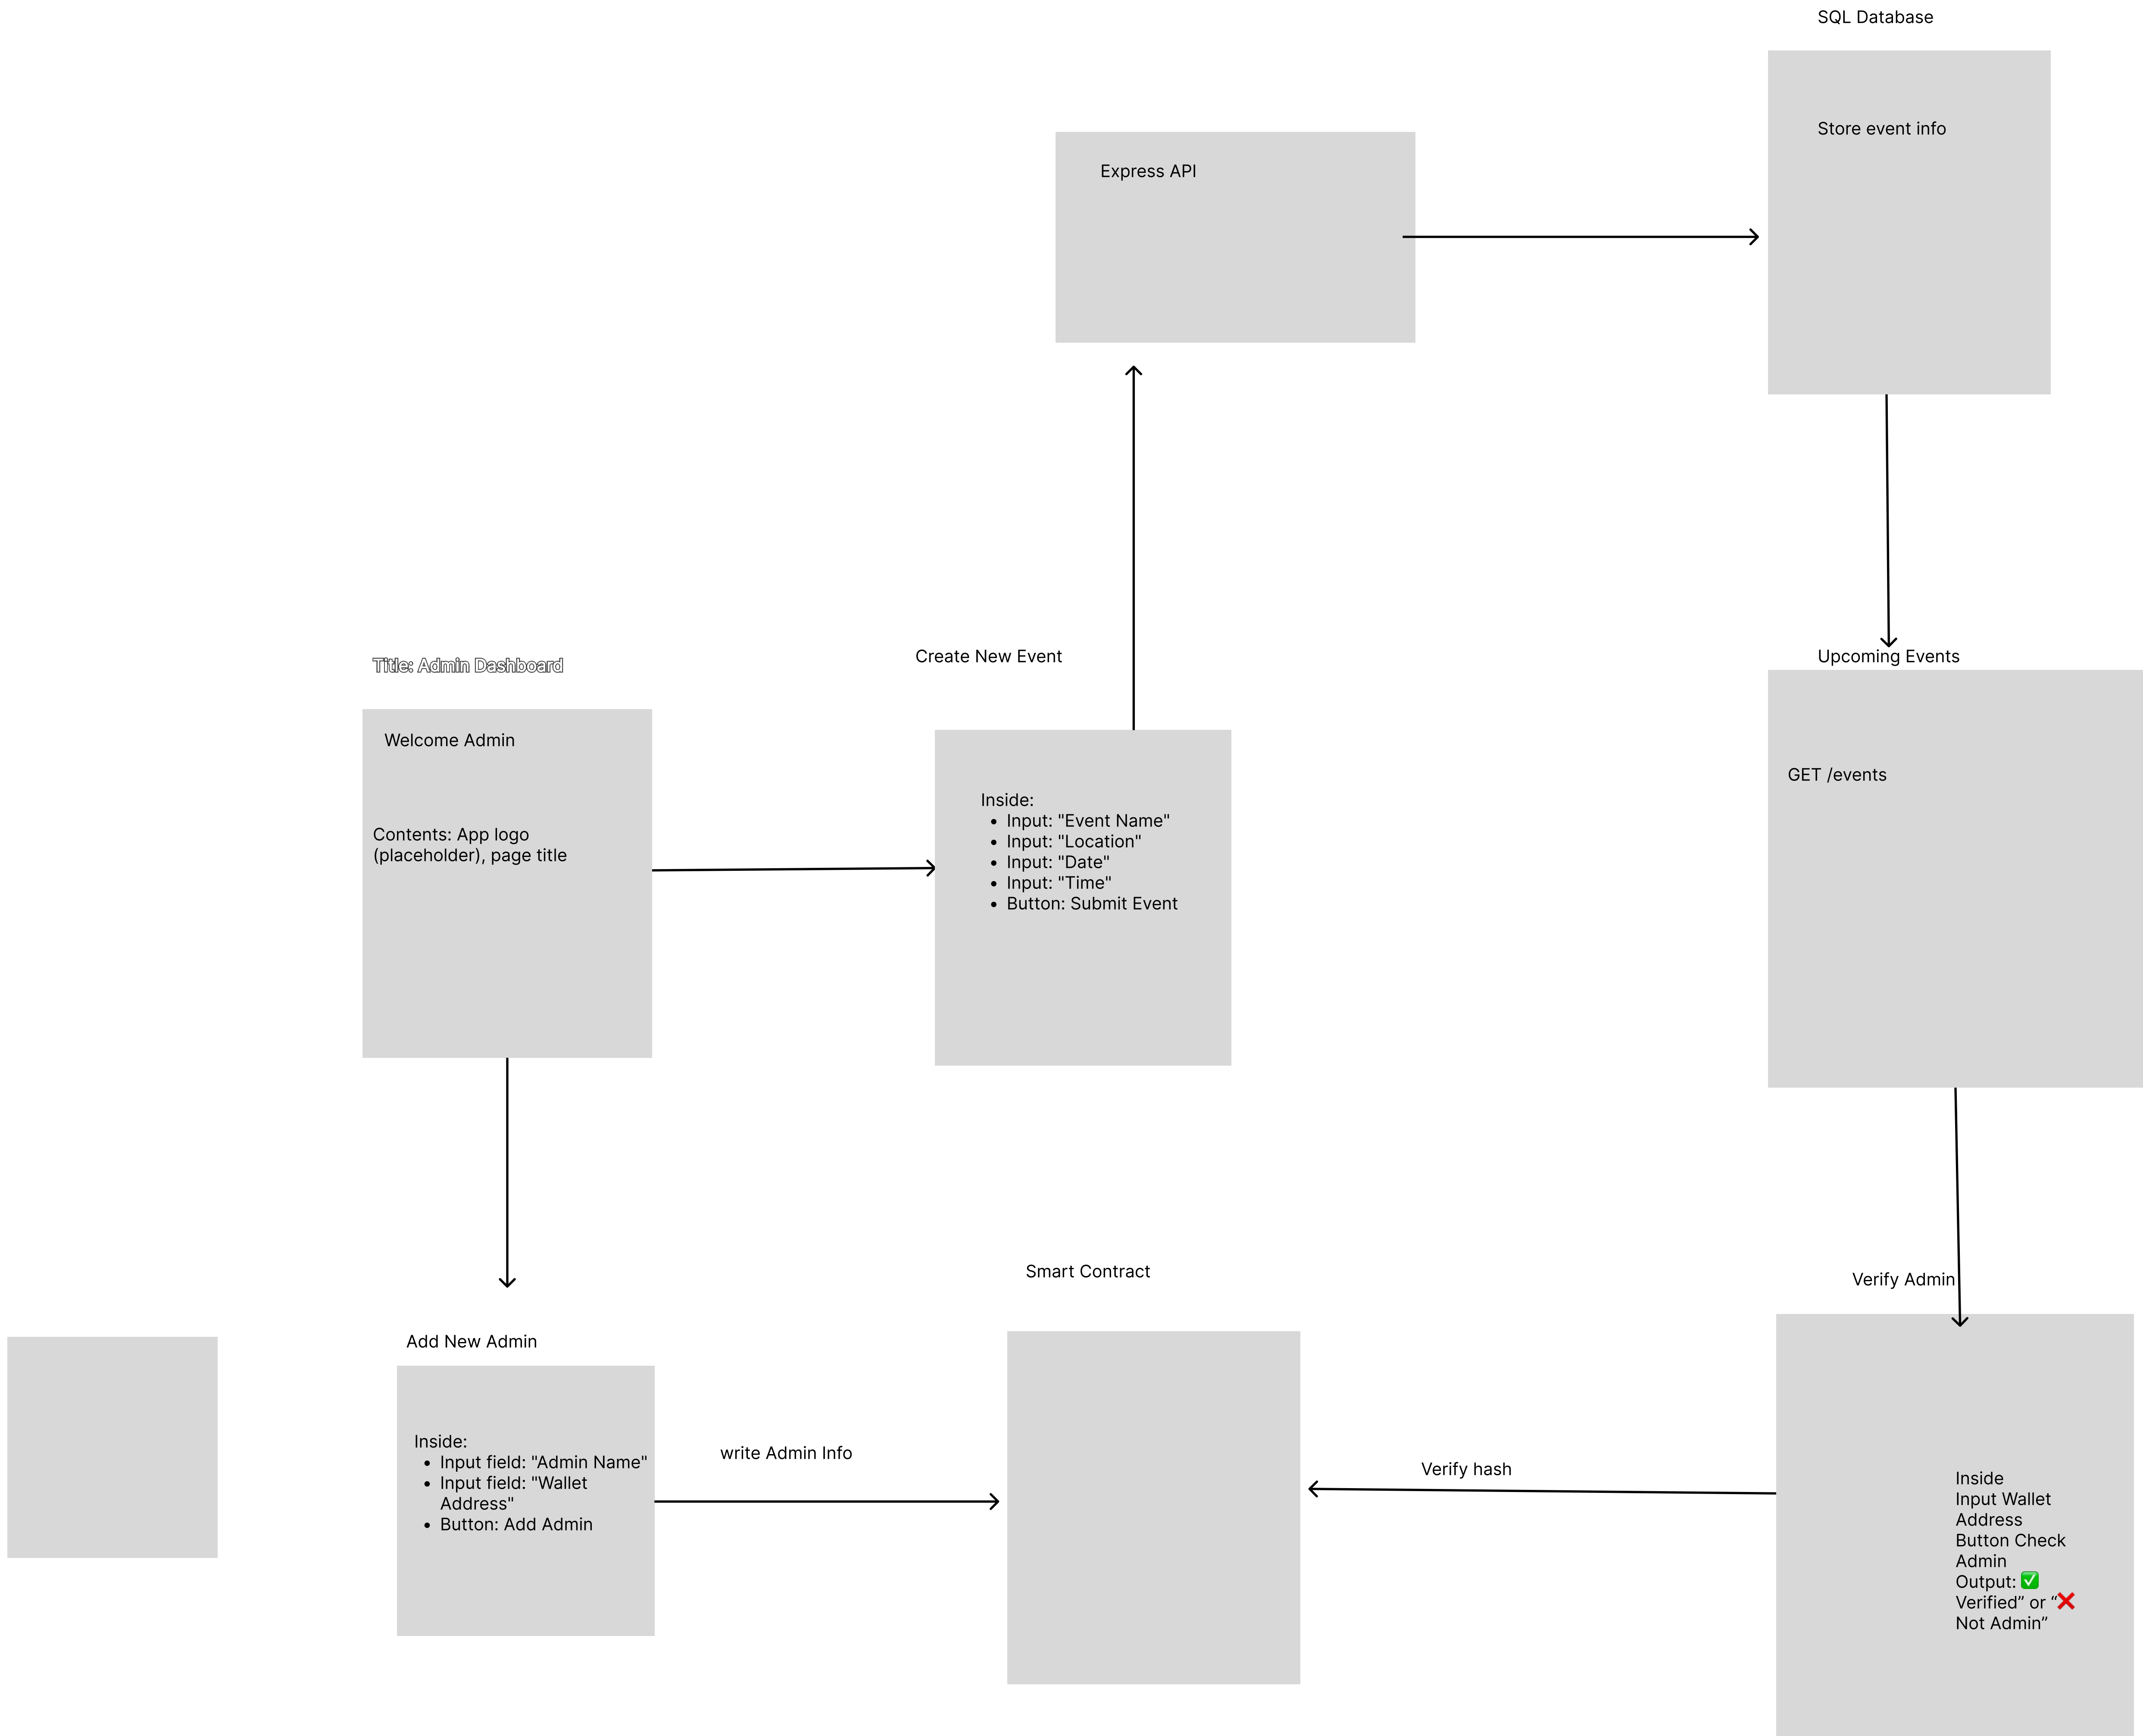 SQL Database
Store event info
Express API
Title: Admin Dashboard
Create New Event
Upcoming Events
Welcome Admin
Contents: App logo
(placeholder), page title
Inside:
• Input: "Event Name"
• Input: "Location"
• Input: "Date"
• Input: "Time"
• Button: Submit Event
GET /events
Smart Contract
Verify Admin
Add New Admin
Inside:
• Input field: "Admin Name"
• Input field: "Wallet
Address"
• Button: Add Admin
write Admin Info
Verify hash
Inside
Input Wallet
Address
Button Check
Admin
Output: ✅
Verified” or “❌
Not Admin”